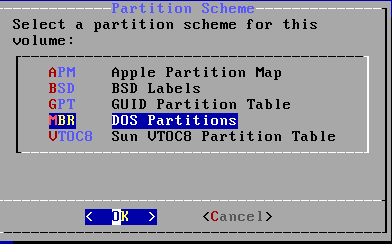 Partition Scheme
Select a partition scheme for this
volume:
APM Apple Partition Map
BSD BSD Labels
GPT GUID Partition Table
MBR DOS Partitions
VTOC8 Sun VTOC8 Partition Table
< OK > <Cancel>